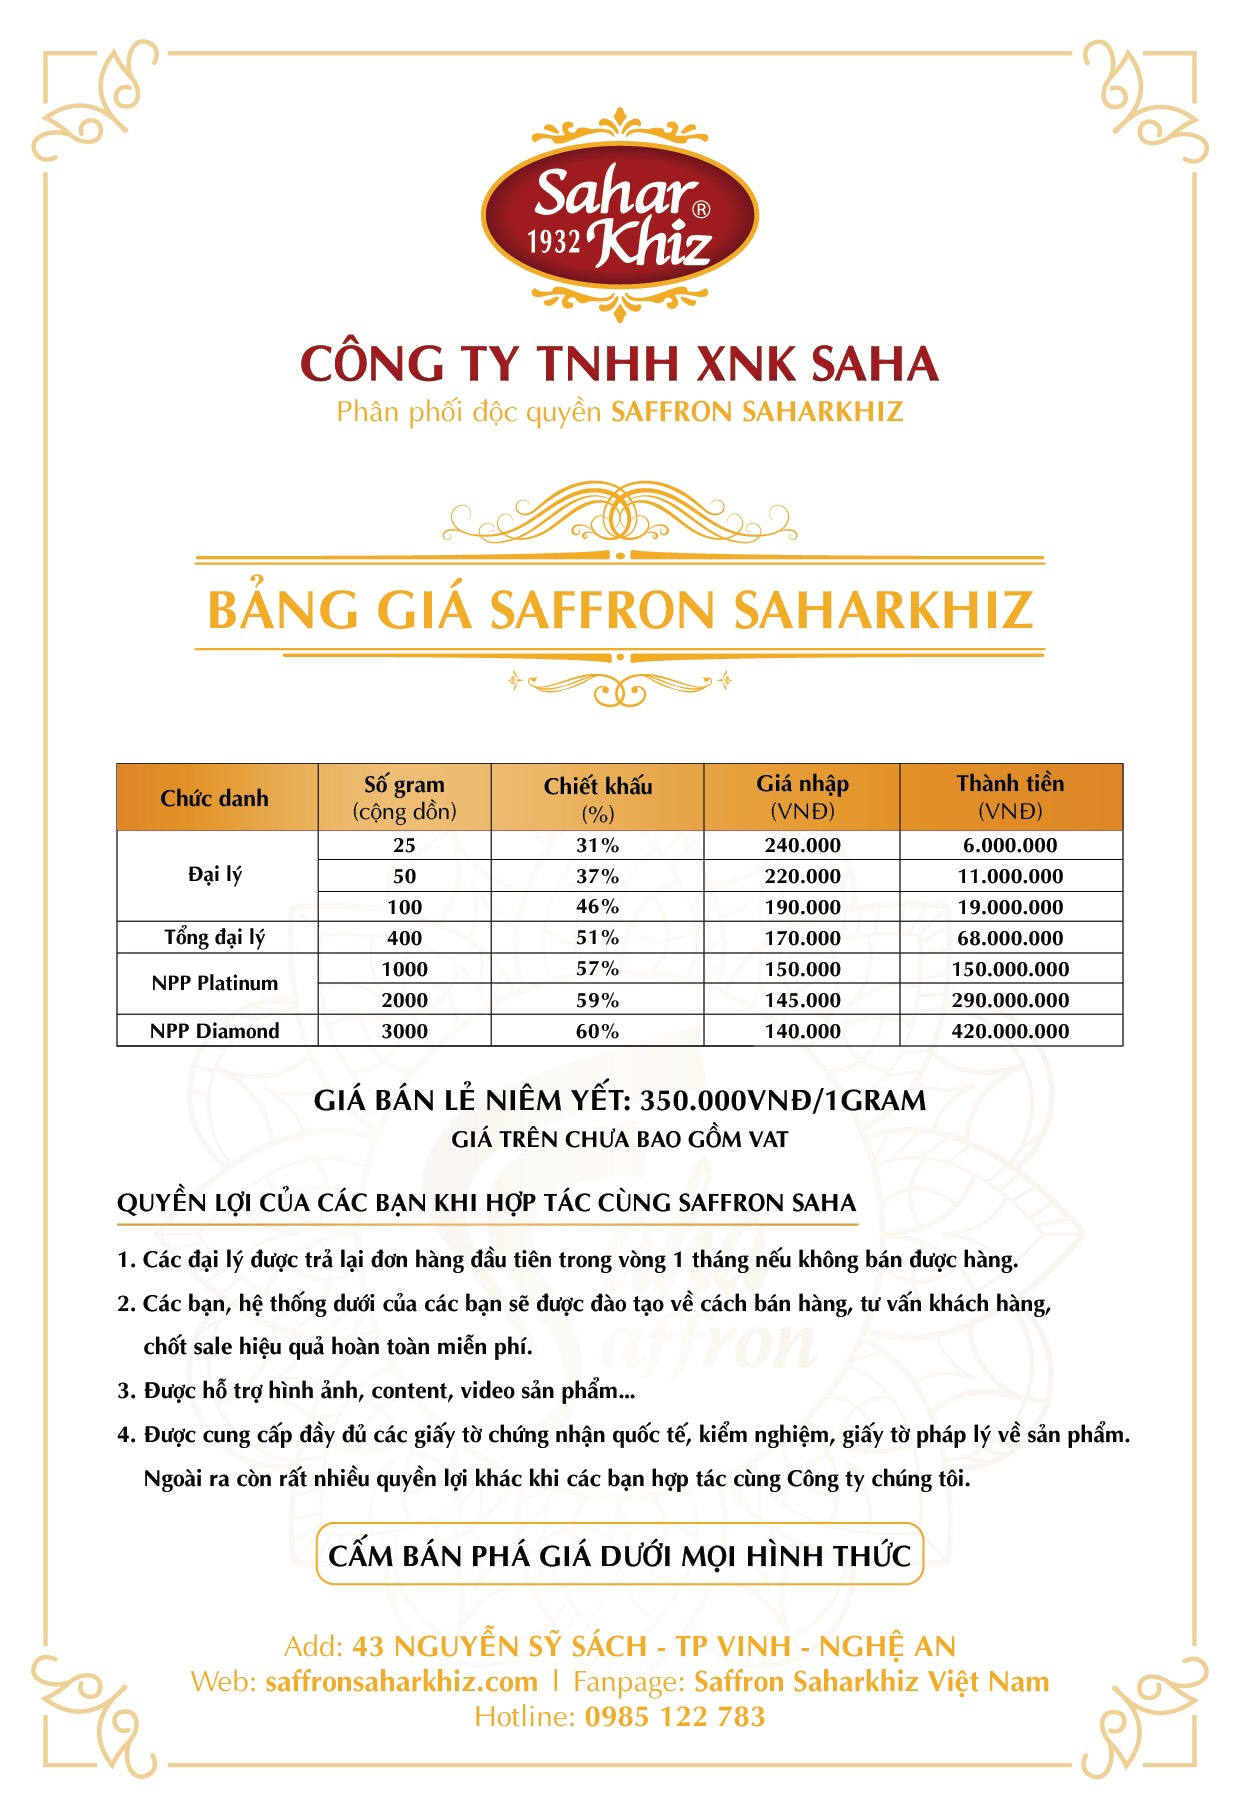 Sahar
1932 Khiz ®
CÔNG TY TNHH XNK SAHA
Phân phối độc quyền SAFFRON SAHARKHIZ
BẢNG GIÁ SAFFRON SAHARKHIZ
Chức danh Số gram (cộng dồn) Chiết khấu (%) Giá nhập (VNĐ) Thành tiền (VNĐ)
Đại lý 25 31% 240.000 6.000.000
50 37% 220.000 11.000.000
100 46% 190.000 19.000.000
Tổng đại lý 400 51% 170.000 68.000.000
NPP Platinum 1000 57% 150.000 150.000.000
2000 59% 145.000 290.000.000
NPP Diamond 3000 60% 140.000 420.000.000
GIÁ BÁN LẺ NIÊM YẾT: 350.000VNĐ/1GRAM
GIÁ TRÊN CHƯA BAO GỒM VAT
QUYỀN LỢI CỦA CÁC BẠN KHI HỢP TÁC CÙNG SAFFRON SAHA
1. Các đại lý được trả lại đơn hàng đầu tiên trong vòng 1 tháng nếu không bán được hàng.
2. Các bạn, hệ thống dưới của các bạn sẽ được đào tạo về cách bán hàng, tư vấn khách hàng,
chốt sale hiệu quả hoàn toàn miễn phí.
3. Được hỗ trợ hình ảnh, content, video sản phẩm...
4. Được cung cấp đầy đủ các giấy tờ chứng nhận quốc tế, kiểm nghiệm, giấy tờ pháp lý về sản phẩm.
Ngoài ra còn rất nhiều quyền lợi khác khi các bạn hợp tác cùng Công ty chúng tôi.
Saha
Saffron
CẤM BÁN PHÁ GIÁ DƯỚI MỌI HÌNH THỨC
Add: 43 NGUYỄN SỸ SÁCH - TP VINH - NGHỆ AN
Web: saffronsaharkhiz.com | Fanpage: Saffron Saharkhiz Việt Nam
Hotline: 0985 122 783